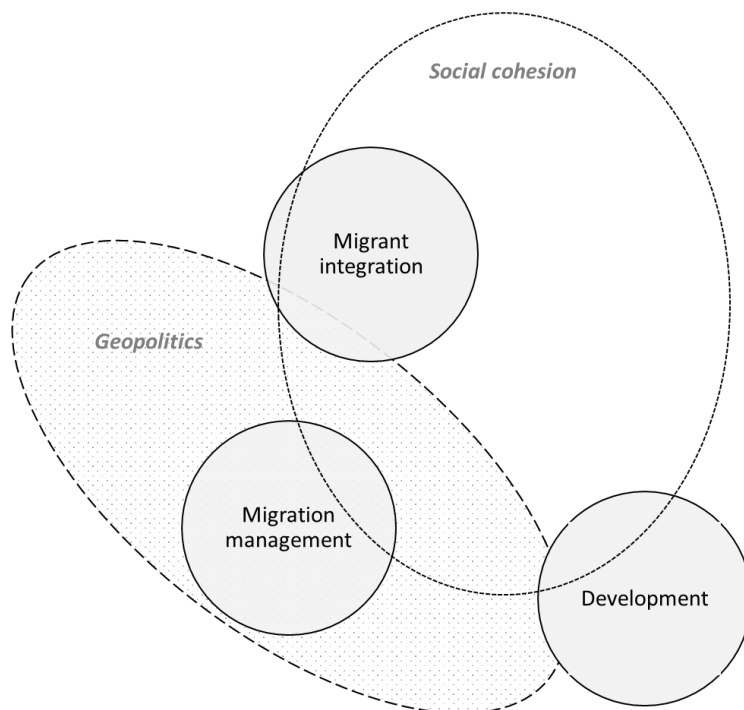 Social cohesion
Migrant
integration
Geopolitics
Migration
management
Development